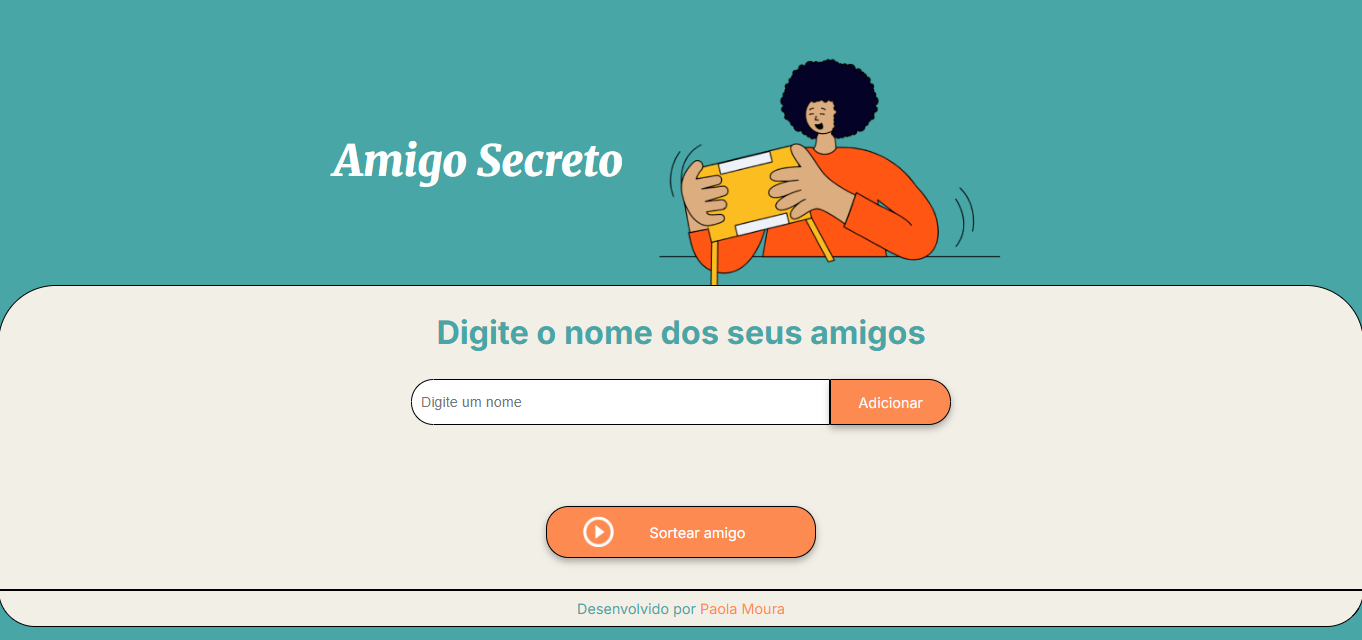 Amigo Secreto
Digite o nome dos seus amigos
Digite um nome
Adicionar
Sortear amigo
Desenvolvido por Paola Moura